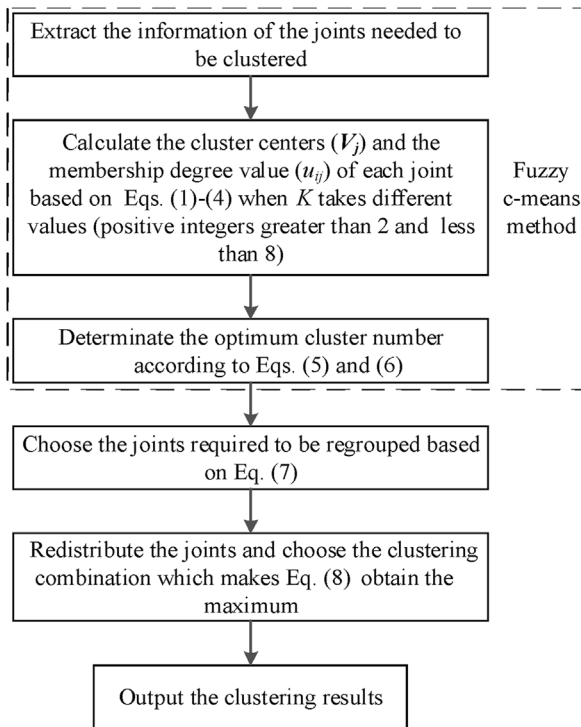 Extract the information of the joints needed to
be clustered
Calculate the cluster centers (Vj) and the
membership degree value (uij) of each joint
based on Eqs. (1)-(4) when K takes different
values (positive integers greater than 2 and less
than 8)
Fuzzy
c-means
method
Determinate the optimum cluster number
according to Eqs. (5) and (6)
Choose the joints required to be regrouped based
on Eq. (7)
Redistribute the joints and choose the clustering
combination which makes Eq. (8) obtain the
maximum
Output the clustering results